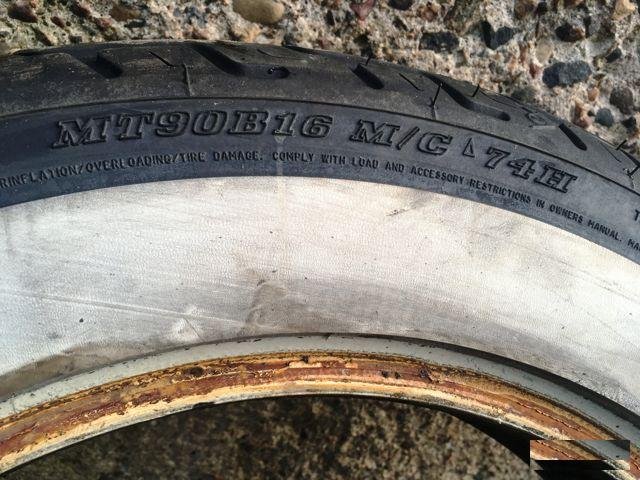 MT90B16 M/C 74H
RINFLATION/OVERLOADING/TIRE DAMAGE. COMPLY WITH LOAD AND ACCESSORY RESTRICTIONS IN OWNERS MANUAL.